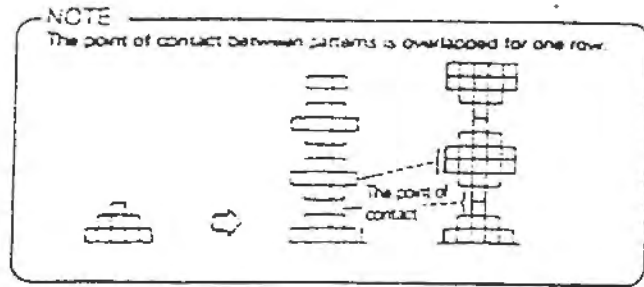 NOTE
The point of contact between patterns is overlapped for one row.
The point of
contact